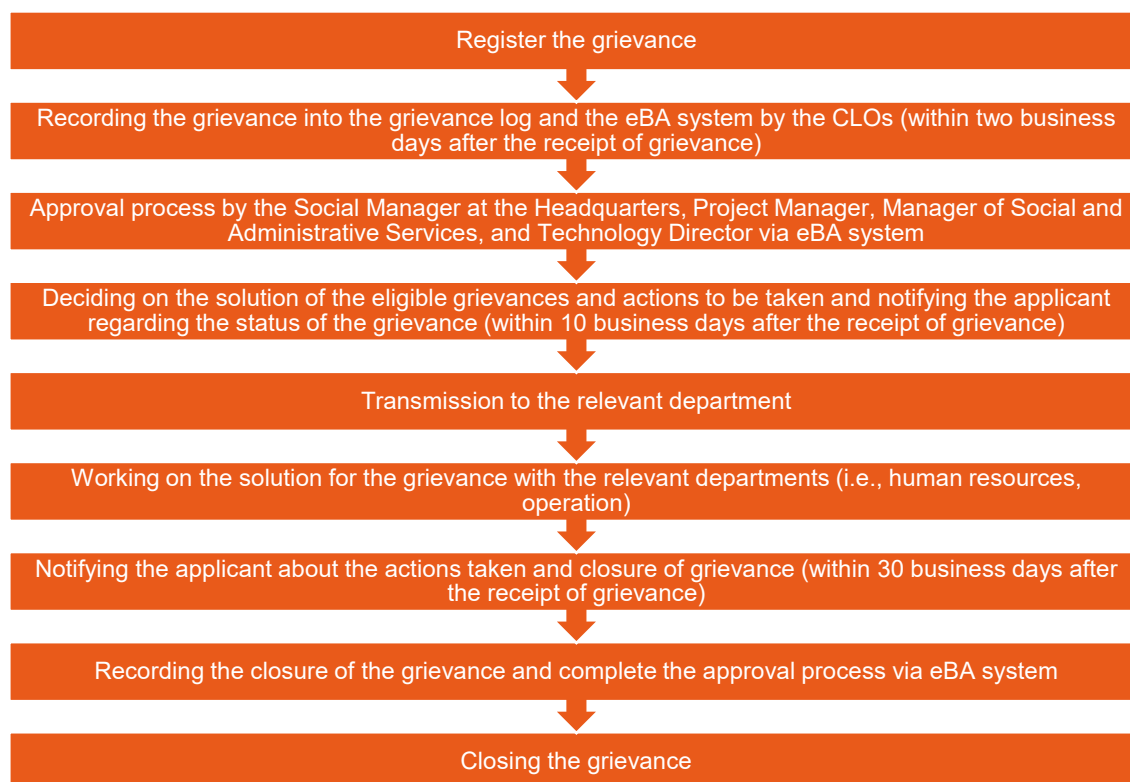 Register the grievance
Recording the grievance into the grievance log and the eBA system by the CLOs (within two business
days after the receipt of grievance)
Approval process by the Social Manager at the Headquarters, Project Manager, Manager of Social and
Administrative Services, and Technology Director via eBA system
Deciding on the solution of the eligible grievances and actions to be taken and notifying the applicant
regarding the status of the grievance (within 10 business days after the receipt of grievance)
Transmission to the relevant department
Working on the solution for the grievance with the relevant departments (i.e., human resources,
operation)
Notifying the applicant about the actions taken and closure of grievance (within 30 business days after
the receipt of grievance)
Recording the closure of the grievance and complete the approval process via eBA system
Closing the grievance